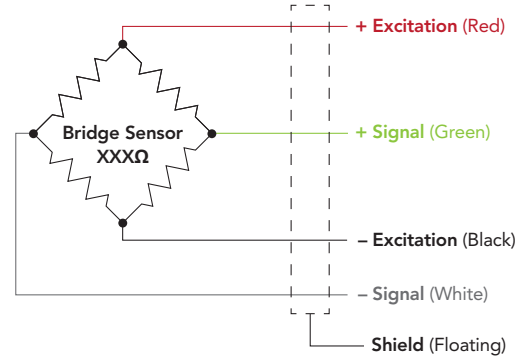 + Excitation (Red)
Bridge Sensor
XXXΩ
+ Signal (Green)
– Excitation (Black)
– Signal (White)
Shield (Floating)